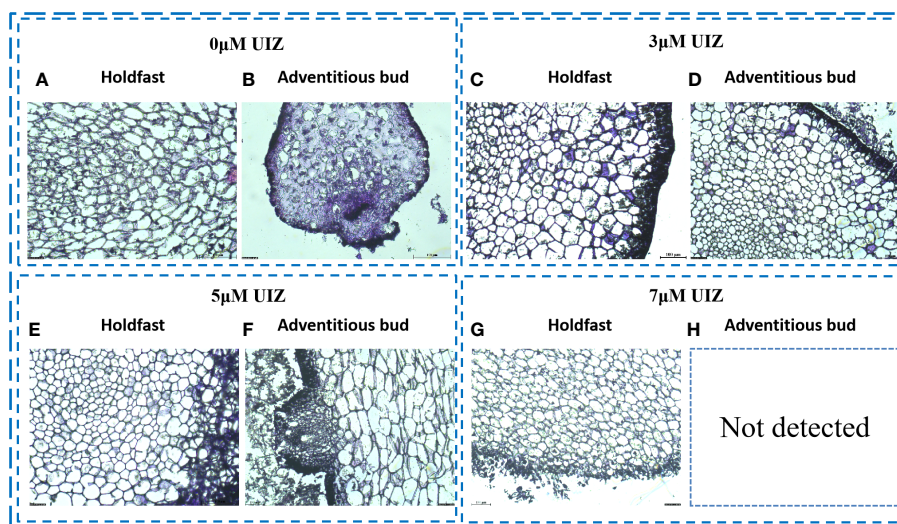 0μM UIZ
A Holdfast B Adventitious bud
3μM UIZ
C Holdfast D Adventitious bud
5μM UIZ
E Holdfast F Adventitious bud
7μM UIZ
G Holdfast H Adventitious bud
Not detected